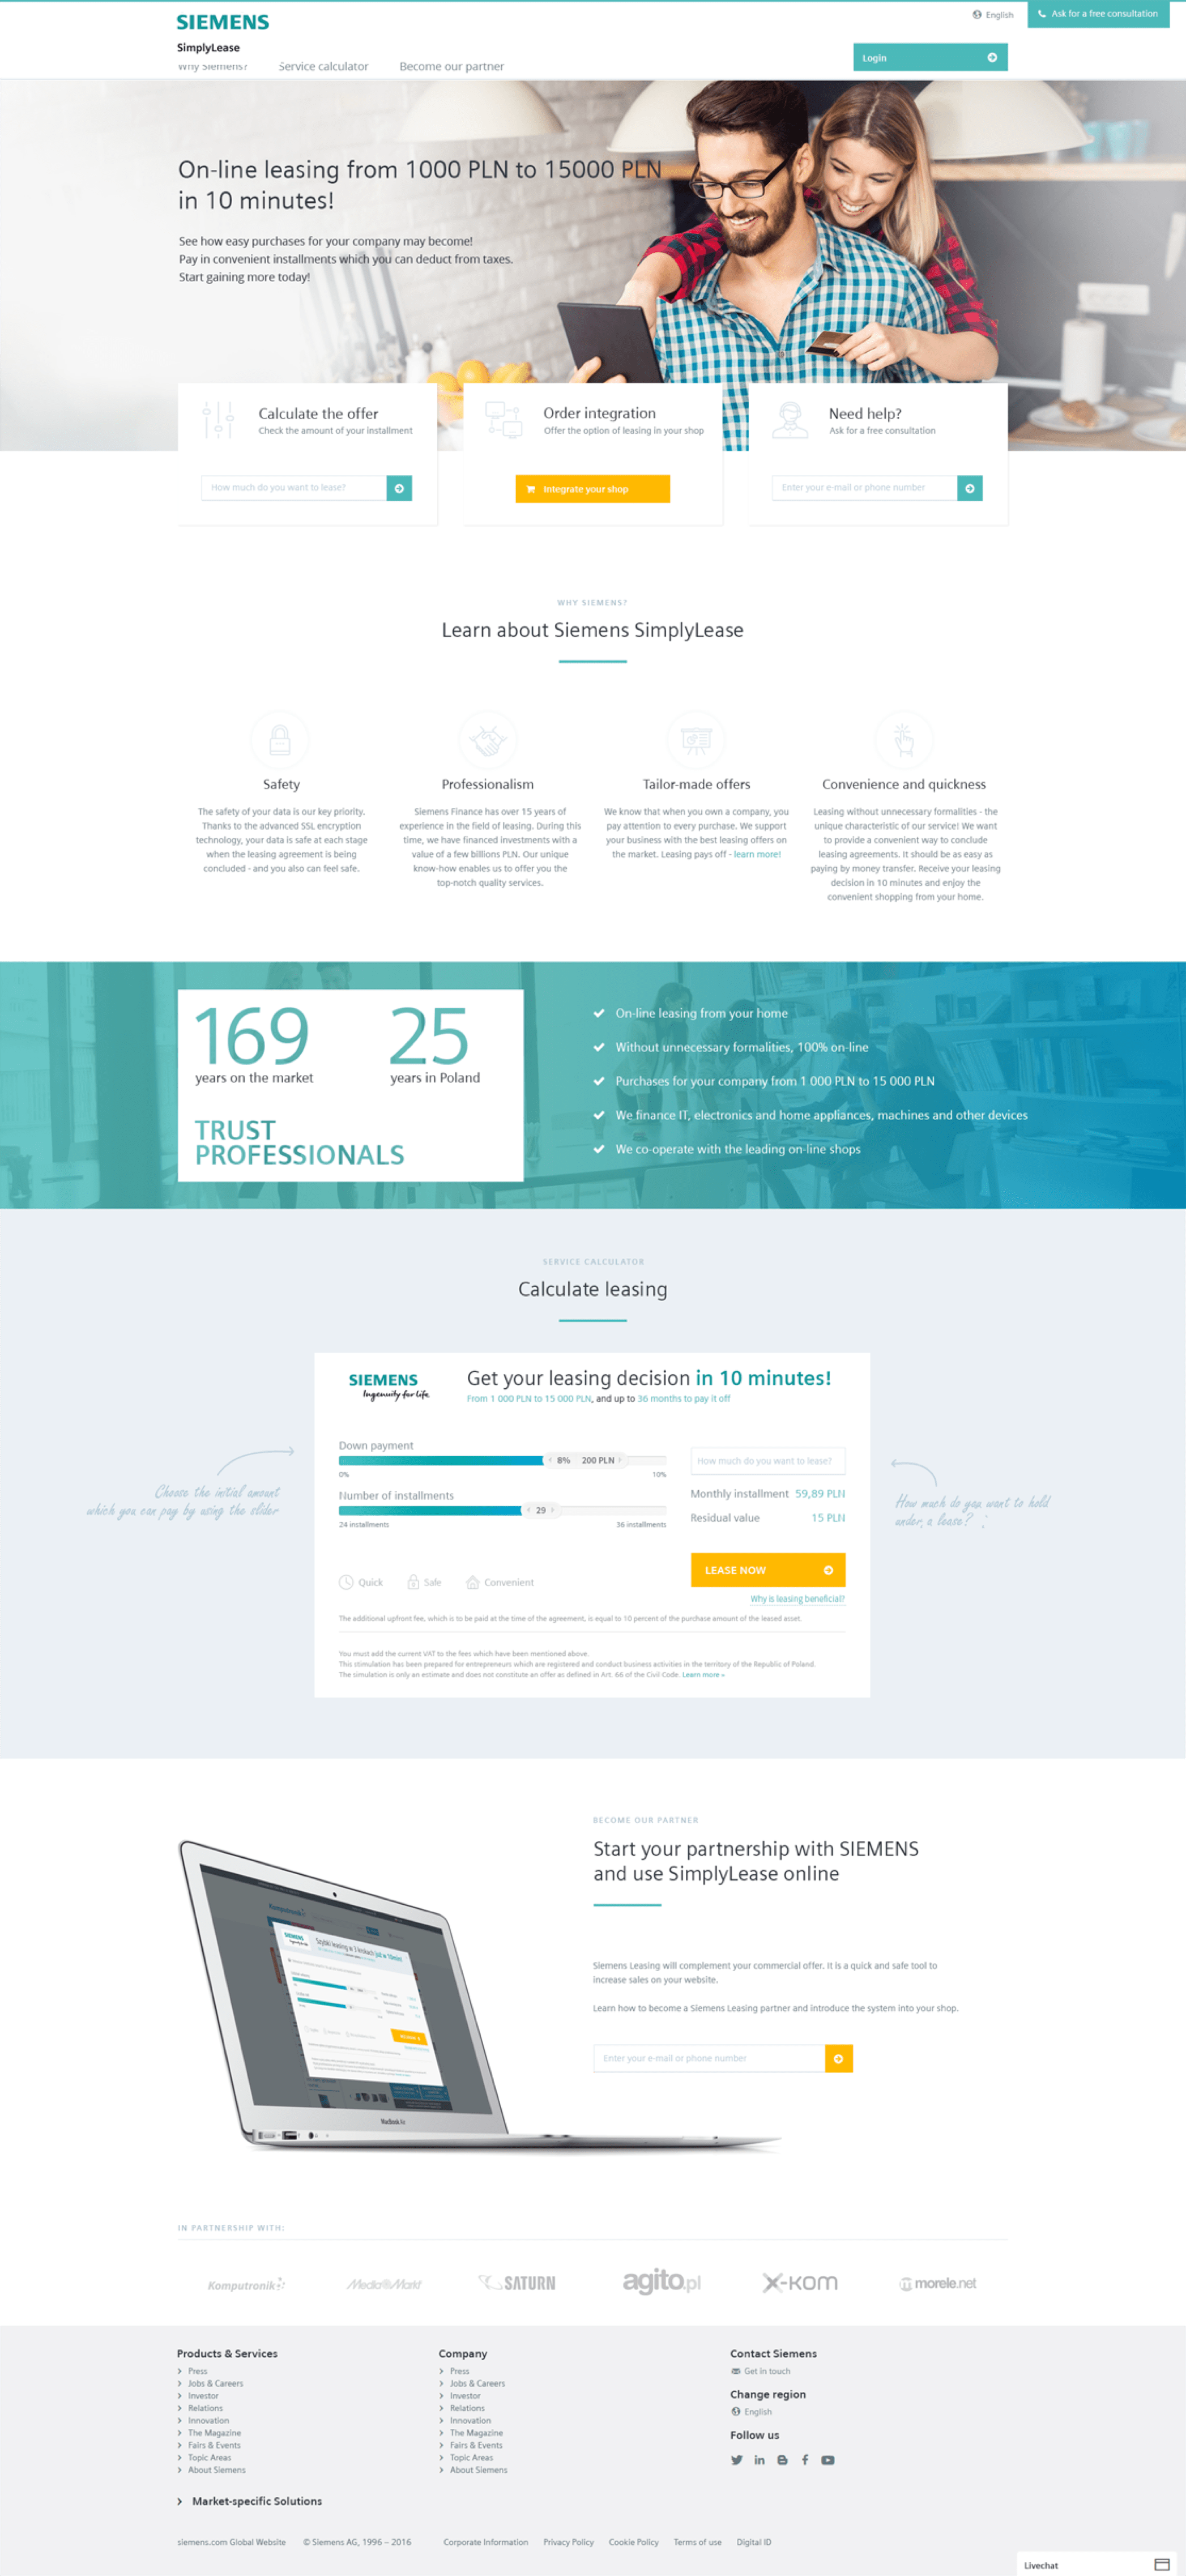 SIEMENS
English
Ask for a free consultation
SimplyLease
Login
Why Siemens?
Service calculator
Become our partner
On-line leasing from 1000 PLN to 15000 PLN
in 10 minutes!
See how easy purchases for your company may become!
Pay in convenient installments which you can deduct from taxes.
Start gaining more today!
Calculate the offer
Check the amount of your installment
How much do you want to lease?
Order integration
Offer the option of leasing in your shop
Integrate your shop
Need help?
Ask for a free consultation
Enter your e-mail or phone number
WHY SIEMENS?
Learn about Siemens SimplyLease
Safety
The safety of your data is our key priority.
Thanks to the advanced SSL encryption
technology, your data is safe at each stage
when the leasing agreement is being
concluded - and you also can feel safe.
Professionalism
Siemens Finance has over 15 years of
experience in the field of leasing. During this
time, we have financed investments with a
value of a few billions PLN. Our unique
know-how enables us to offer you the
top-notch quality services.
Tailor-made offers
We know that when you own a company, you
pay attention to every purchase. We support
your business with the best leasing offers on
the market. Leasing pays off - learn more!
Convenience and quickness
Leasing without unnecessary formalities - the
unique characteristic of our service! We want
to provide a convenient way to conclude
leasing agreements. It should be as easy as
paying by money transfer. Receive your leasing
decision in 10 minutes and enjoy the
convenient shopping from your home.
169
years on the market
25
years in Poland
TRUST
PROFESSIONALS
On-line leasing from your home
Without unnecessary formalities, 100% on-line
Purchases for your company from 1 000 PLN to 15 000 PLN
We finance IT, electronics and home appliances, machines and other devices
We co-operate with the leading on-line shops
SERVICE CALCULATOR
Calculate leasing
SIEMENS
Ingenuity for life
Get your leasing decision in 10 minutes!
From 1 000 PLN to 15 000 PLN, and up to 36 months to pay it off
Down payment
8% 200 PLN
0% 10%
Number of installments
29
24 installments 36 installments
How much do you want to lease?
Monthly installment 59,89 PLN
Residual value 15 PLN
Choose the initial amount
which you can pay by using the slider
How much do you want to hold
under a lease?
Quick
Safe
Convenient
LEASE NOW
Why is leasing beneficial?
The additional upfront fee, which is to be paid at the time of the agreement, is equal to 10 percent of the purchase amount of the leased asset.
You must add the current VAT to the fees which have been mentioned above.
This stimulation has been prepared for entrepreneurs which are registered and conduct business activities in the territory of the Republic of Poland.
The simulation is only an estimate and does not constitute an offer as defined in Art. 66 of the Civil Code. Learn more »
BECOME OUR PARTNER
Start your partnership with SIEMENS
and use SimplyLease online
Siemens Leasing will complement your commercial offer. It is a quick and safe tool to
increase sales on your website.
Learn how to become a Siemens Leasing partner and introduce the system into your shop.
Enter your e-mail or phone number
Komputronik
SIEMENS
Szybki leasing w 3 krokach już w 10min!
MacBook Air
IN PARTNERSHIP WITH:
Komputronik
Media Markt
SATURN
agito.pl
x-kom
morele.net
Products & Services
Press
Jobs & Careers
Investor
Relations
Innovation
The Magazine
Fairs & Events
Topic Areas
About Siemens
Company
Press
Jobs & Careers
Investor
Relations
Innovation
The Magazine
Fairs & Events
Topic Areas
About Siemens
Contact Siemens
Get in touch
Change region
English
Follow us
Market-specific Solutions
siemens.com Global Website © Siemens AG, 1996 – 2016 Corporate Information Privacy Policy Cookie Policy Terms of use Digital ID
Livechat